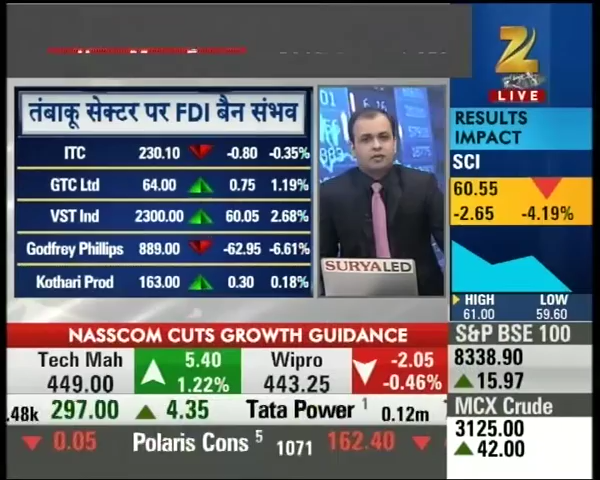 LIVE
तंबाकू सेक्टर पर FDI बैन संभव
ITC 230.10 -0.80 -0.35%
GTC Ltd 64.00 0.75 1.19%
VST Ind 2300.00 60.05 2.68%
Godfrey Phillips 889.00 -62.95 -6.61%
Kothari Prod 163.00 0.30 0.18%
SURYA LED
RESULTS
IMPACT
SCI
60.55
-2.65 -4.19%
HIGH LOW
61.00 59.60
NASSCOM CUTS GROWTH GUIDANCE
Tech Mah 5.40
449.00 1.22%
Wipro -2.05
443.25 -0.46%
S&P BSE 100
8338.90
15.97
.48k 297.00 4.35 Tata Power 1 0.12m
MCX Crude
3125.00
42.00
0.05 Polaris Cons 5 1071 162.40